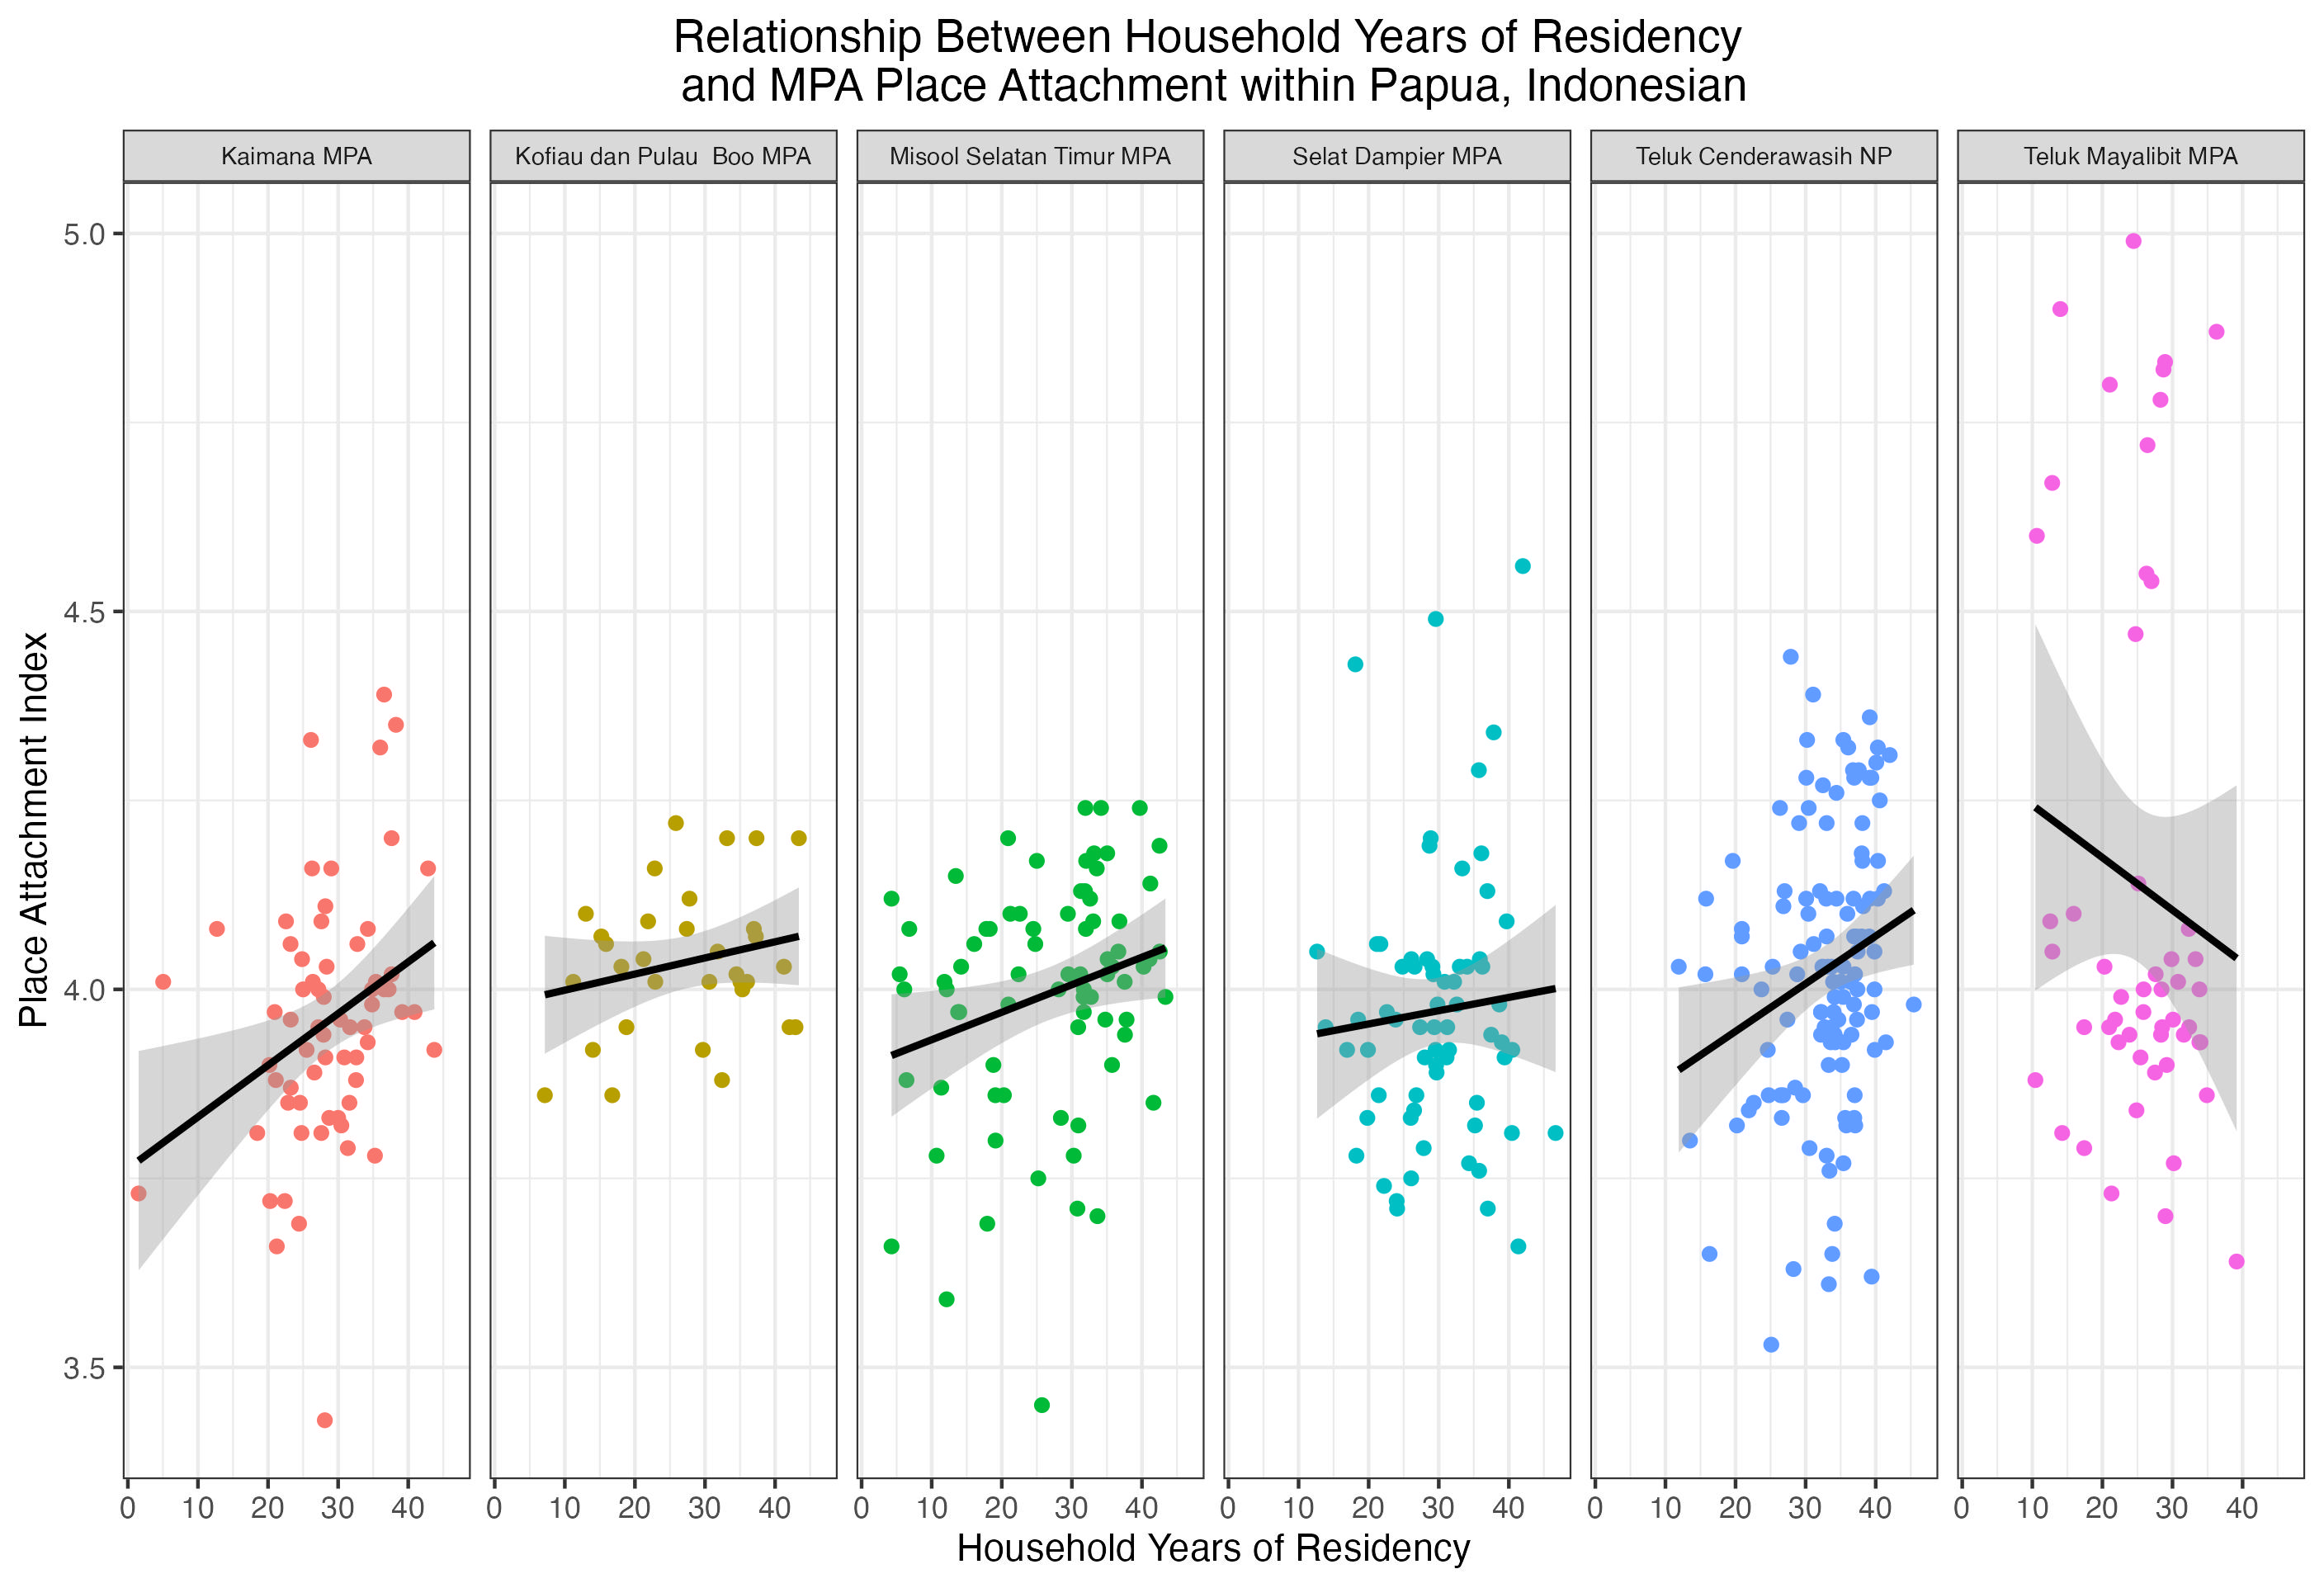 Relationship Between Household Years of Residency
and MPA Place Attachment within Papua, Indonesian
Kaimana MPA
Kofiau dan Pulau  Boo MPA
Misool Selatan Timur MPA
Selat Dampier MPA
Teluk Cenderawasih NP
Teluk Mayalibit MPA
Place Attachment Index
5.0
4.5
4.0
3.5
0 10 20 30 40
0 10 20 30 40
0 10 20 30 40
0 10 20 30 40
0 10 20 30 40
0 10 20 30 40
Household Years of Residency